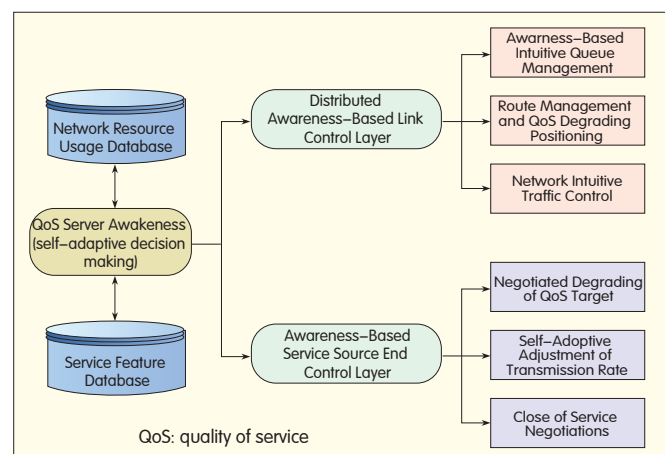 Network Resource
Usage Database
QoS Server Awakeness
(self-adaptive decision
making)
Service Feature
Database
Distributed
Awareness-Based Link
Control Layer
Awareness-Based
Service Source End
Control Layer
Awarness-Based
Intuitive Queue
Management
Route Management
and QoS Degrading
Positioning
Network Intuitive
Traffic Control
Negotiated Degrading
of QoS Target
Self-Adoptive
Adjustment of
Transmission Rate
Close of Service
Negotiations
QoS: quality of service